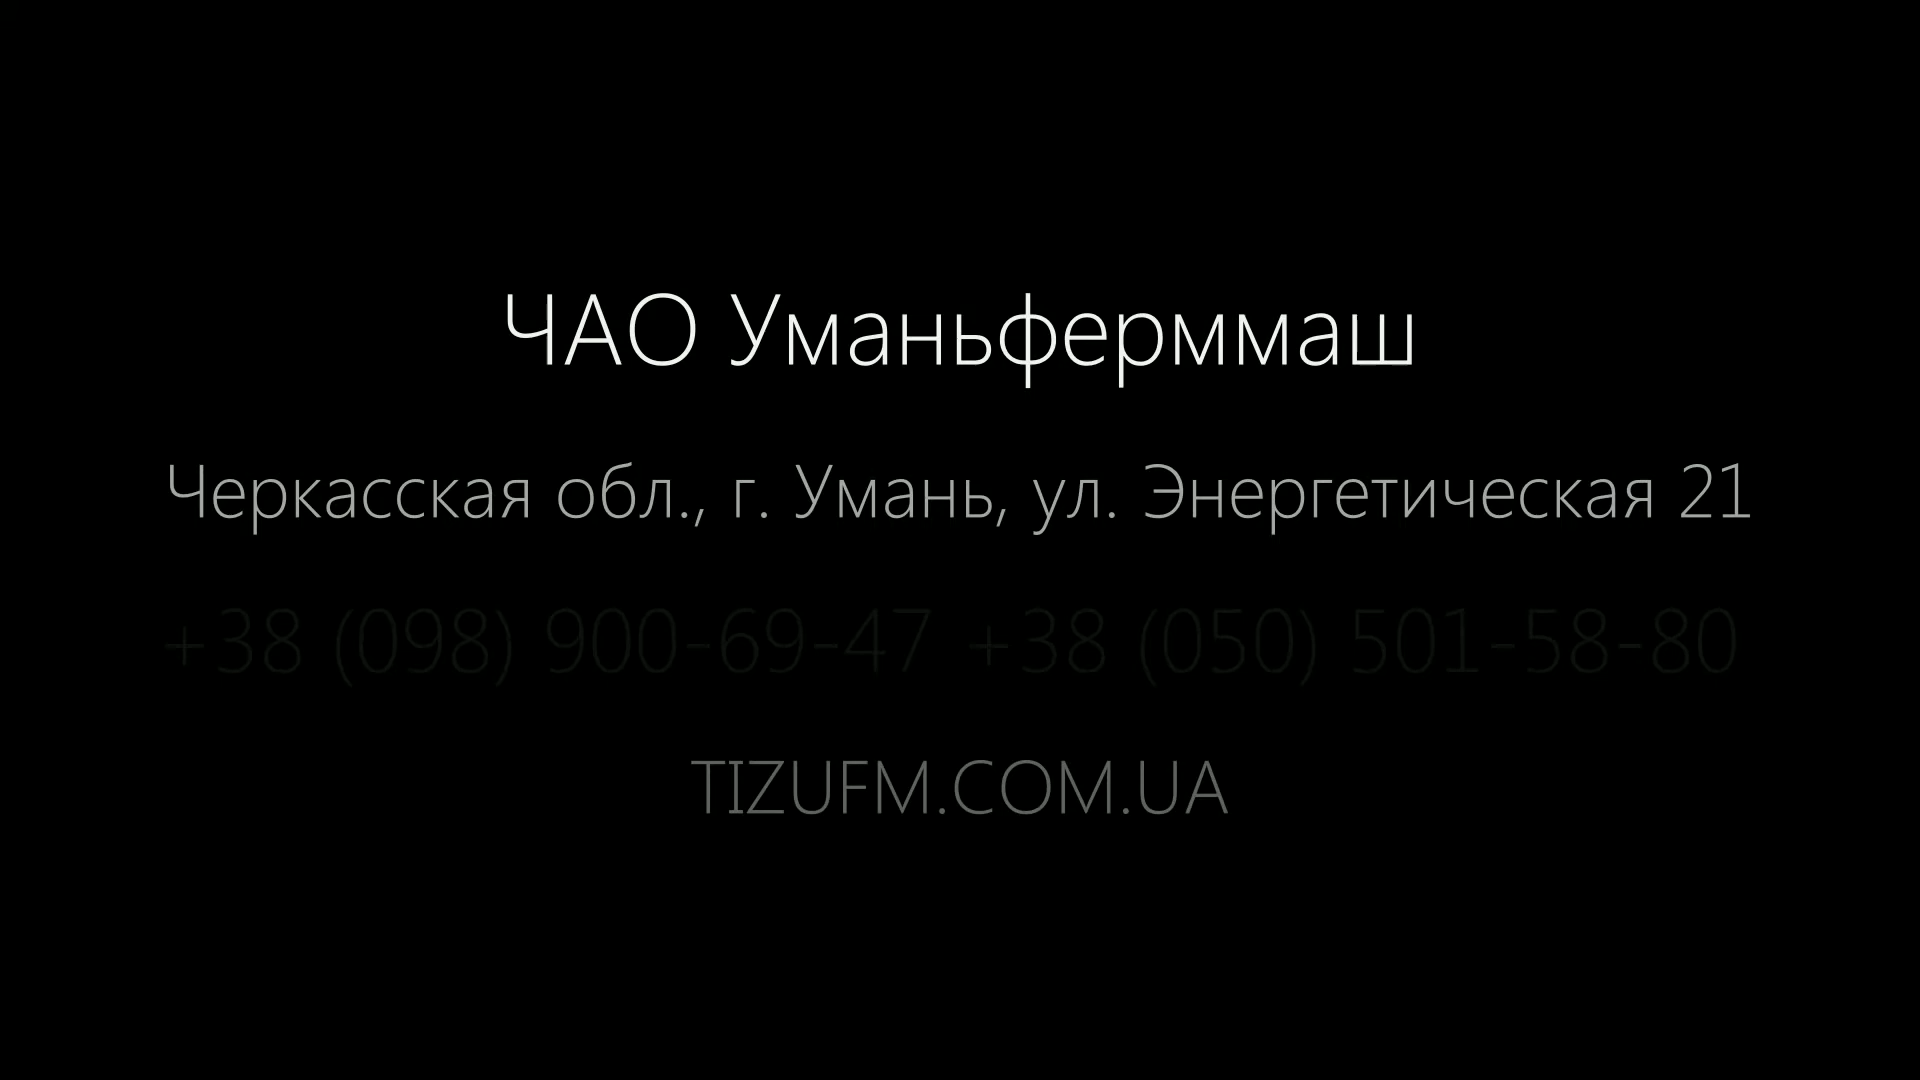 ЧАО Уманьферммаш
Черкасская обл., г. Умань, ул. Энергетическая 21
+38 (098) 900-69-47 +38 (050) 501-58-80
TIZUFM.COM.UA